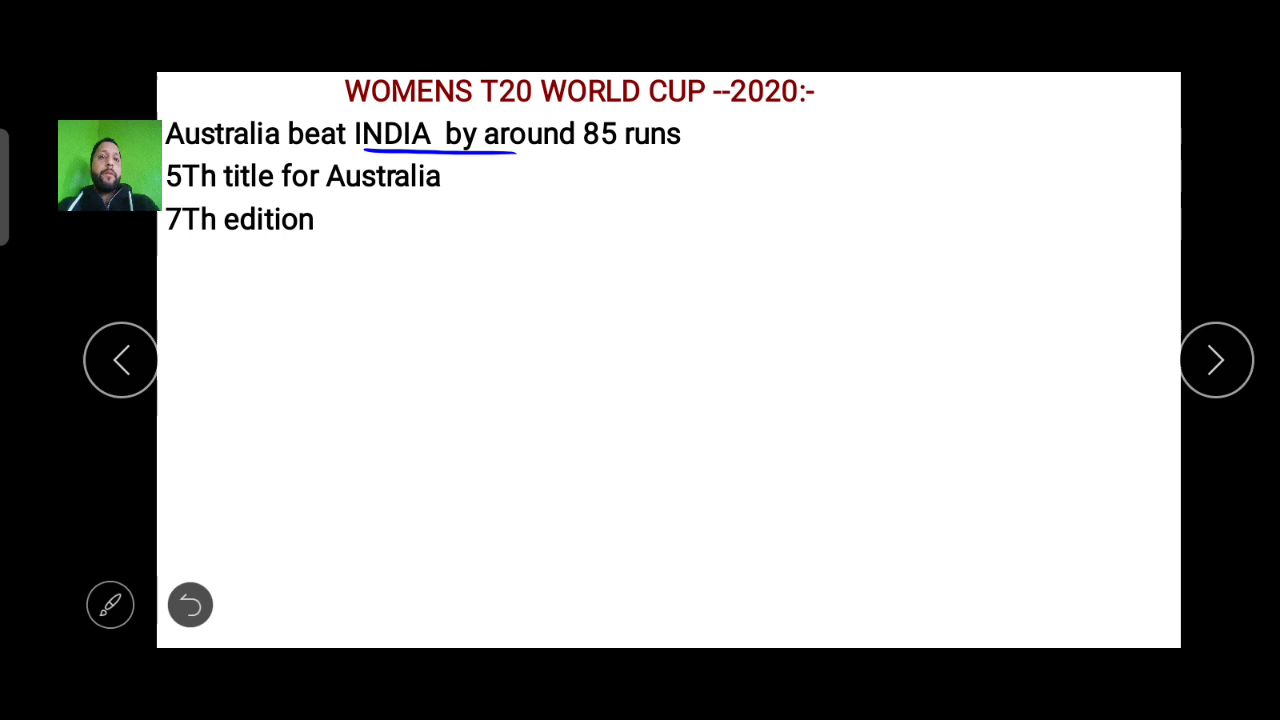 WOMENS T20 WORLD CUP --2020:-
Australia beat INDIA by around 85 runs
5Th title for Australia
7Th edition